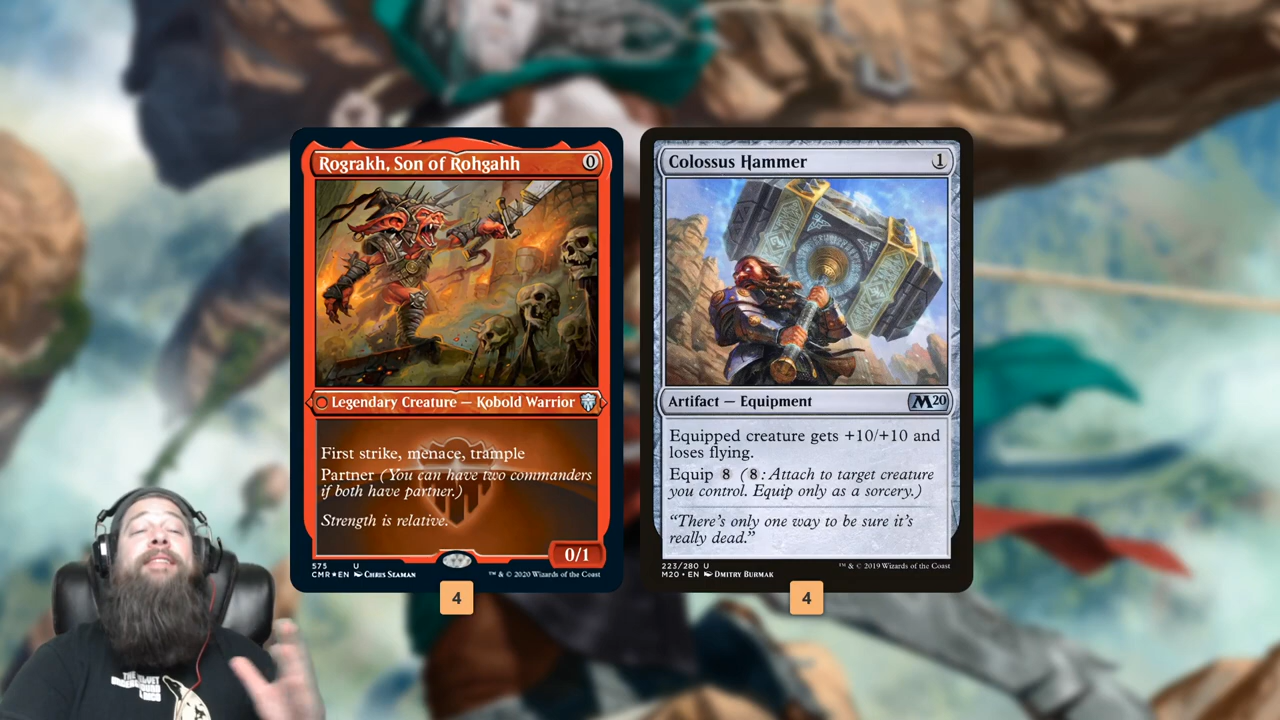 Rograkh, Son of Rohgahh
0
Legendary Creature — Kobold Warrior
First strike, menace, trample
Partner (You can have two commanders
if both have partner.)
Strength is relative.
0/1
575 U
CMR ★ EN Chris Seaman
™ & © 2020 Wizards of the Coast
4
Colossus Hammer
1
Artifact — Equipment
M20
Equipped creature gets +10/+10 and
loses flying.
Equip 8 (8: Attach to target creature
you control. Equip only as a sorcery.)
“There’s only one way to be sure it’s
really dead.”
223/280 U
M20 • EN Dmitry Burmak
™ & © 2019 Wizards of the Coast
4
THE VELVET
UNDERGROUND